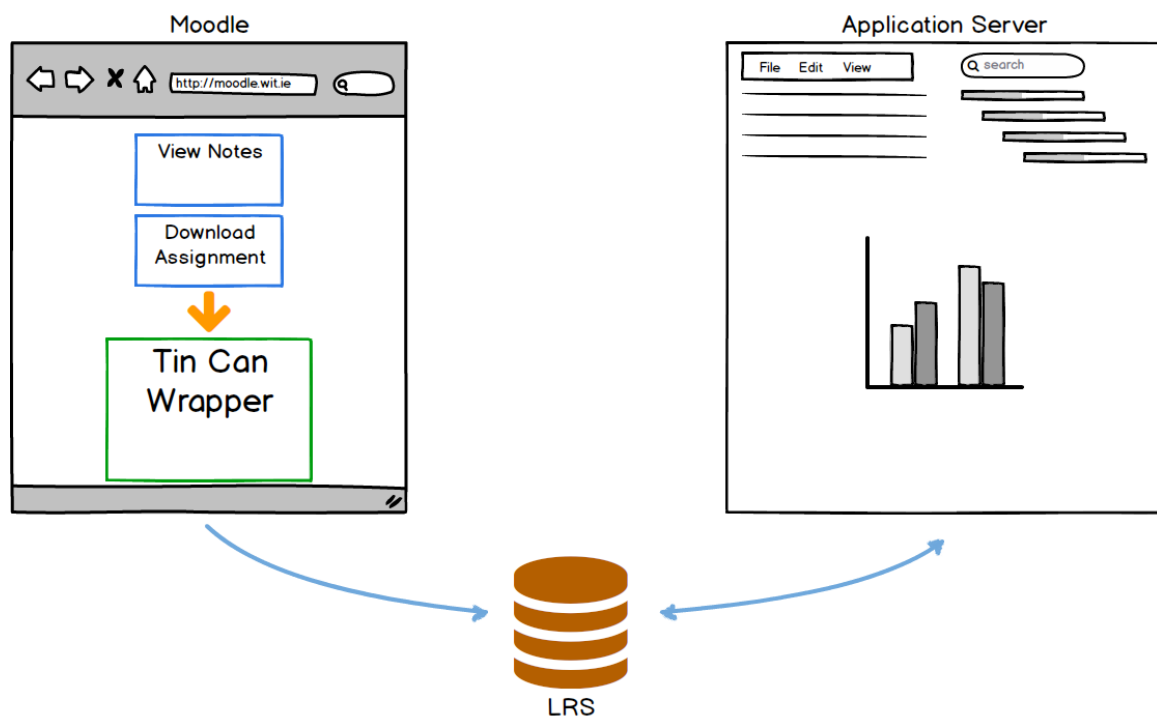 Moodle
http://moodle.wit.ie
View Notes
Download
Assignment
Tin Can
Wrapper
Application Server
File Edit View
search
LRS